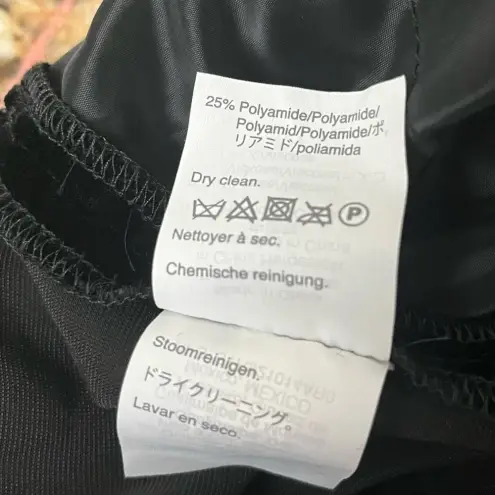 25% Polyamide/Polyamide/
Polyamid/Polyamide/ポ
リアミド/poliamida
Dry clean.
P
Nettoyer à sec.
Chemische reinigung.
Stoomreinigen.
ドライクリーニング。
Lavar en seco.